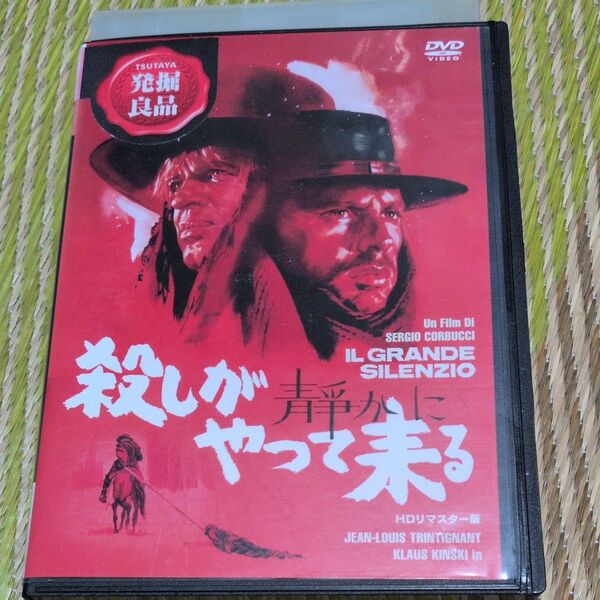 TSUTAYA
発掘
良品
DVD
VIDEO
Un Film Di
SERGIO CORBUCCI
IL GRANDE
SILENZIO
殺しが
静かに
やって来る
HDリマスター版
JEAN-LOUIS TRINTIGNANT
KLAUS KINSKI in